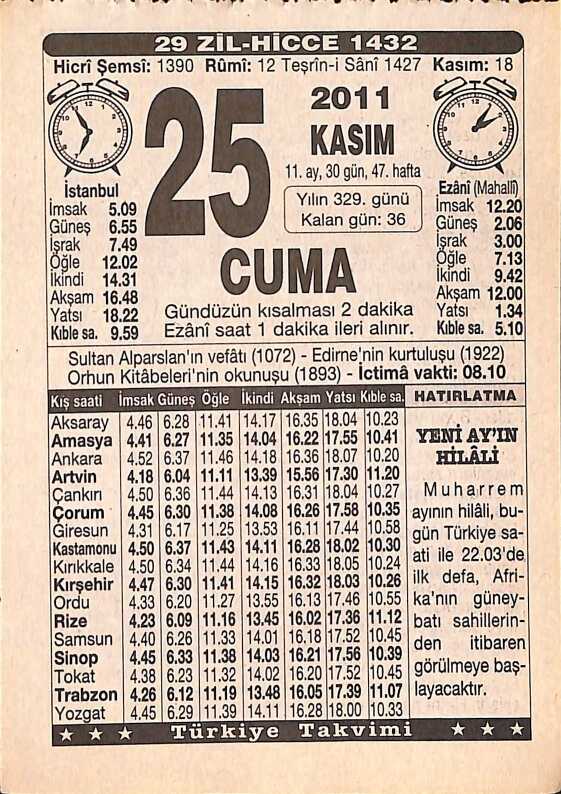 29 ZİL-HİCCE 1432
Hicrî Şemsî: 1390 Rûmî: 12 Teşrîn-i Sânî 1427 Kasım: 18
25
2011
KASIM
11. ay, 30 gün, 47. hafta
Yılın 329. günü
Kalan gün: 36
CUMA
Gündüzün kısalması 2 dakika
Ezânî saat 1 dakika ileri alınır.
İstanbul
İmsak 5.09
Güneş 6.55
İşrak 7.49
Öğle 12.02
İkindi 14.31
Akşam 16.48
Yatsı 18.22
Kıble sa. 9.59
Ezânî (Mahallî)
İmsak 12.20
Güneş 2.06
İşrak 3.00
Öğle 7.13
İkindi 9.42
Akşam 12.00
Yatsı 1.34
Kıble sa. 5.10
Sultan Alparslan'ın vefâtı (1072) - Edirne'nin kurtuluşu (1922)
Orhun Kitâbeleri'nin okunuşu (1893) - İctimâ vakti: 08.10
Kış saati İmsak Güneş Öğle İkindi Akşam Yatsı Kıble sa.
Aksaray 4.46 6.28 11.41 14.17 16.35 18.04 10.23
Amasya 4.41 6.27 11.35 14.04 16.22 17.55 10.41
Ankara 4.52 6.37 11.46 14.18 16.36 18.07 10.20
Artvin 4.18 6.04 11.11 13.39 15.56 17.30 11.20
Çankırı 4.50 6.36 11.44 14.13 16.31 18.04 10.27
Çorum 4.45 6.30 11.38 14.08 16.26 17.58 10.35
Giresun 4.31 6.17 11.25 13.53 16.11 17.44 10.58
Kastamonu 4.50 6.37 11.43 14.11 16.28 18.02 10.30
Kırıkkale 4.50 6.34 11.44 14.16 16.33 18.05 10.24
Kırşehir 4.47 6.30 11.41 14.15 16.32 18.03 10.26
Ordu 4.33 6.20 11.27 13.55 16.13 17.46 10.55
Rize 4.23 6.09 11.16 13.45 16.02 17.36 11.12
Samsun 4.40 6.26 11.33 14.01 16.18 17.52 10.45
Sinop 4.45 6.33 11.38 14.03 16.21 17.56 10.39
Tokat 4.38 6.23 11.32 14.02 16.20 17.52 10.45
Trabzon 4.26 6.12 11.19 13.48 16.05 17.39 11.07
Yozgat 4.45 6.29 11.39 14.11 16.28 18.00 10.33
HATIRLATMA
YENİ AY'IN
HİLÂLİ
Muharrem
ayının hilâli, bu-
gün Türkiye sa-
ati ile 22.03'de
ilk defa, Afri-
ka'nın güney-
batı sahillerin-
den itibaren
görülmeye baş-
layacaktır.
Türkiye Takvimi